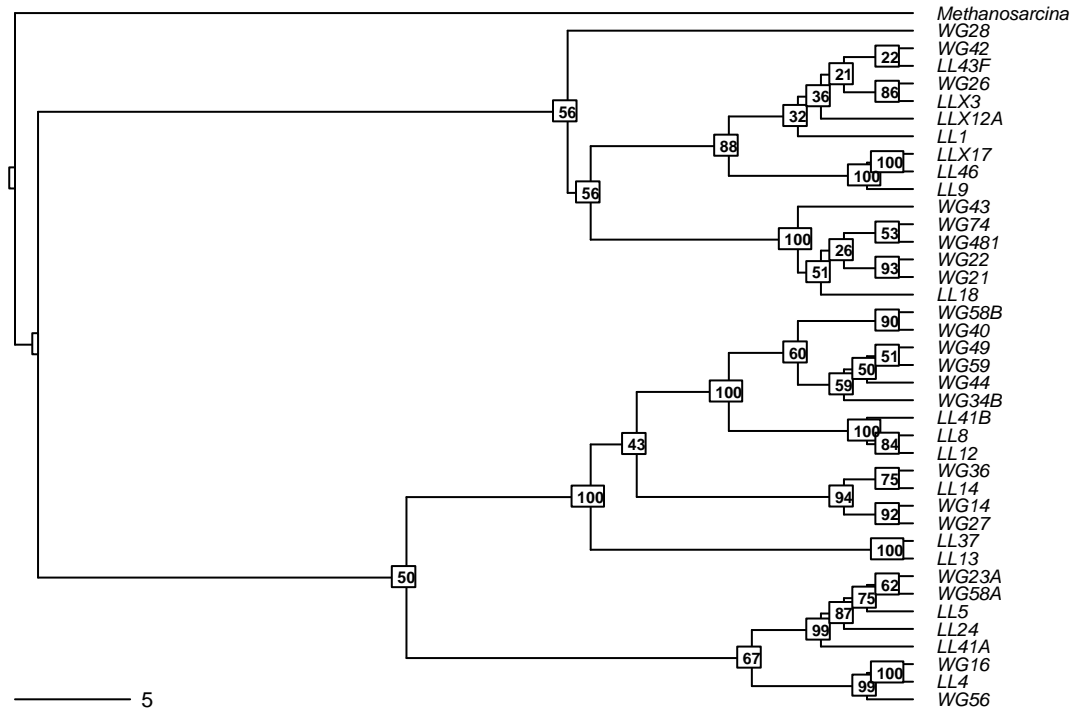 Methanosarcina
WG28
WG42
22
LL43F
21
WG26
36
86
LLX3
32
LLX12A
56
LL1
88
LLX17
100
LL46
100
LL9
56
WG43
WG74
53
100
WG481
26
WG22
51
93
WG21
LL18
WG58B
90
WG40
60
WG49
51
WG59
50
59
WG44
100
WG34B
LL41B
100
LL8
43
84
LL12
WG36
75
LL14
100
94
WG14
92
WG27
LL37
100
LL13
50
WG23A
62
WG58A
75
LL5
87
LL24
99
LL41A
67
WG16
100
LL4
99
WG56
5